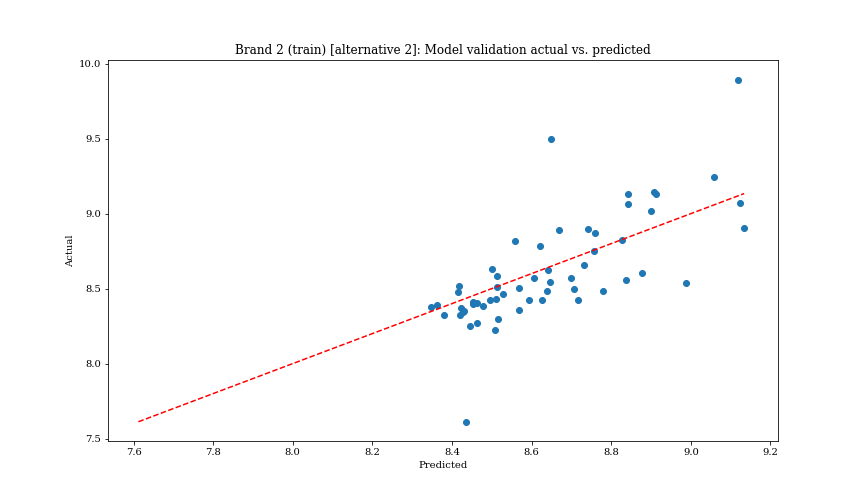 Brand 2 (train) [alternative 2]: Model validation actual vs. predicted
10.0
9.5
9.0
8.5
8.0
7.5
Actual
7.6 7.8 8.0 8.2 8.4 8.6 8.8 9.0 9.2
Predicted